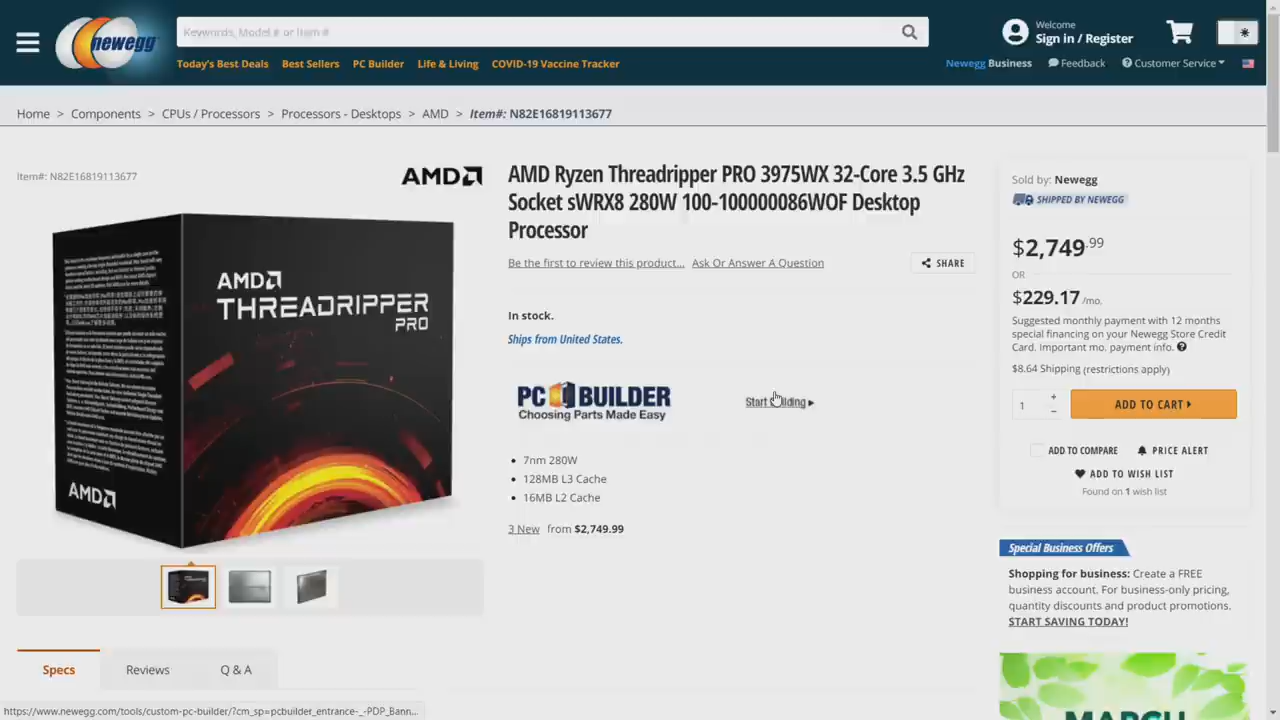 newegg
Keywords, Model # or Item #
Welcome
Sign in / Register
Today's Best Deals
Best Sellers
PC Builder
Life & Living
COVID-19 Vaccine Tracker
Newegg Business
Feedback
? Customer Service
Home > Components > CPUs / Processors > Processors - Desktops > AMD > Item#: N82E16819113677
Item#: N82E16819113677
AMD
AMD
THREADRIPPER
PRO
AMD
AMD Ryzen Threadripper PRO 3975WX 32-Core 3.5 GHz
Socket sWRX8 280W 100-100000086WOF Desktop
Processor
Be the first to review this product...
Ask Or Answer A Question
SHARE
In stock.
Ships from United States.
PC BUILDER
Choosing Parts Made Easy
Start Building
• 7nm 280W
• 128MB L3 Cache
• 16MB L2 Cache
3 New from $2,749.99
Sold by: Newegg
SHIPPED BY NEWEGG
$2,749.99
OR
$229.17 /mo.
Suggested monthly payment with 12 months
special financing on your Newegg Store Credit
Card. Important mo. payment info. ?
$8.64 Shipping (restrictions apply)
1
+
−
ADD TO CART
ADD TO COMPARE
PRICE ALERT
ADD TO WISH LIST
Found on 1 wish list
Special Business Offers
Shopping for business: Create a FREE
business account. For business-only pricing,
quantity discounts and product promotions.
START SAVING TODAY!
MARCH
Specs
Reviews
Q & A
https://www.newegg.com/tools/custom-pc-builder/?cm_sp=pcbuilder_entrance-_-PDP_Bann...